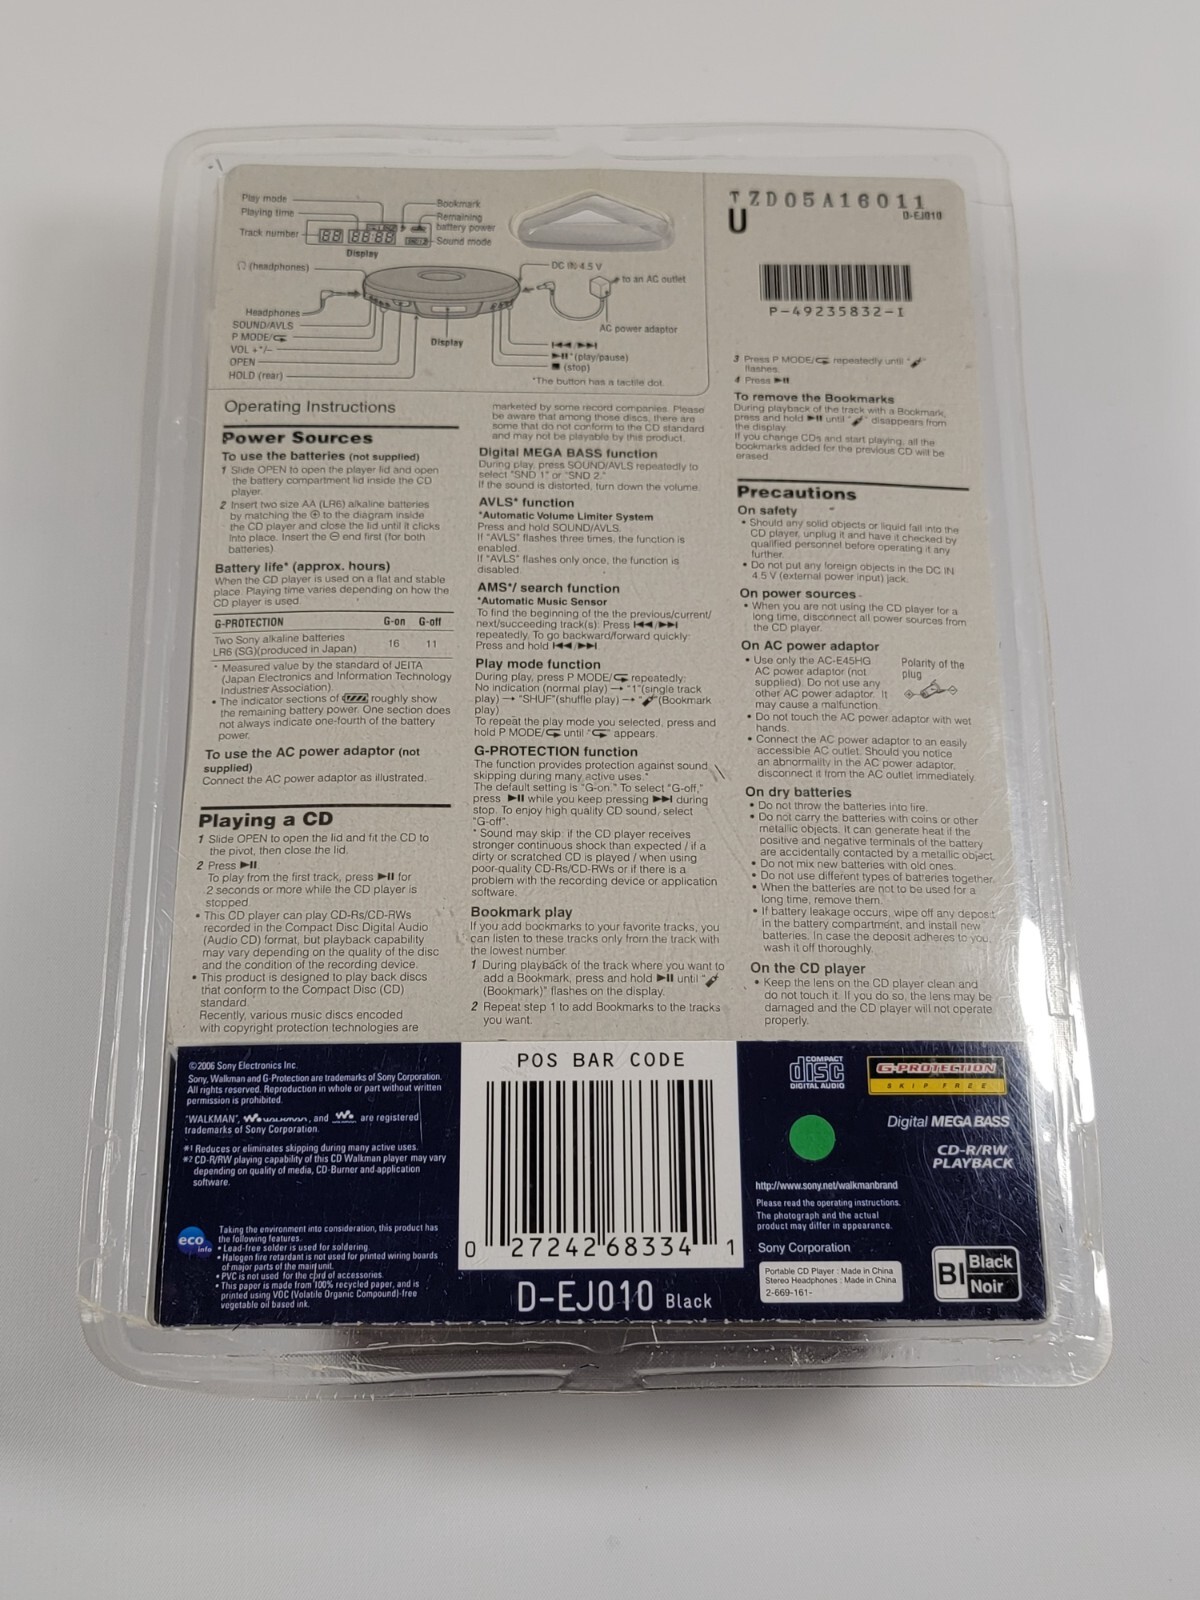 Play mode
Playing time
Track number
Bookmark
Remaining
battery power
Sound mode
Display
(headphones)
DC IN 4.5 V
to an AC outlet
Headphones
SOUND/AVLS
P MODE/
VOL +*/–
OPEN
HOLD (rear)
Display
AC power adaptor
*(play/pause)
(stop)
*The button has a tactile dot.
TZD05A16011
U
D-EJ010
P-49235832-I
Operating Instructions
Power Sources
To use the batteries (not supplied)
1 Slide OPEN to open the player lid and open
the battery compartment lid inside the CD
player.
2 Insert two size AA (LR6) alkaline batteries
by matching the ⊕ to the diagram inside
the CD player and close the lid until it clicks
into place. Insert the ⊖ end first (for both
batteries).
Battery life* (approx. hours)
When the CD player is used on a flat and stable
place. Playing time varies depending on how the
CD player is used.
G-PROTECTION G-on G-off
Two Sony alkaline batteries
LR6 (SG)(produced in Japan) 16 11
* Measured value by the standard of JEITA
(Japan Electronics and Information Technology
Industries Association).
• The indicator sections of roughly show
the remaining battery power. One section does
not always indicate one-fourth of the battery
power.
To use the AC power adaptor (not
supplied)
Connect the AC power adaptor as illustrated.
Playing a CD
1 Slide OPEN to open the lid and fit the CD to
the pivot, then close the lid.
2 Press ►II
To play from the first track, press ►II for
2 seconds or more while the CD player is
stopped.
• This CD player can play CD-Rs/CD-RWs
recorded in the Compact Disc Digital Audio
(Audio CD) format, but playback capability
may vary depending on the quality of the disc
and the condition of the recording device.
• This product is designed to play back discs
that conform to the Compact Disc (CD)
standard.
Recently, various music discs encoded
with copyright protection technologies are
marketed by some record companies. Please
be aware that among those discs, there are
some that do not conform to the CD standard
and may not be playable by this product.
Digital MEGA BASS function
During play, press SOUND/AVLS repeatedly to
select "SND 1" or "SND 2."
If the sound is distorted, turn down the volume.
AVLS* function
*Automatic Volume Limiter System
Press and hold SOUND/AVLS.
If "AVLS" flashes three times, the function is
enabled.
If "AVLS" flashes only once, the function is
disabled.
AMS*/ search function
*Automatic Music Sensor
To find the beginning of the the previous/current/
next/succeeding track(s): Press I◄◄/►►I
repeatedly. To go backward/forward quickly:
Press and hold I◄◄/►►I
Play mode function
During play, press P MODE/ repeatedly:
No indication (normal play) → "1"(single track
play) → "SHUF"(shuffle play) → " "(Bookmark
play)
To repeat the play mode you selected, press and
hold P MODE/ until " " appears.
G-PROTECTION function
The function provides protection against sound
skipping during many active uses.*
The default setting is "G-on." To select "G-off,"
press ►II while you keep pressing ►►I during
stop. To enjoy high quality CD sound, select
"G-off".
* Sound may skip: if the CD player receives
stronger continuous shock than expected / if a
dirty or scratched CD is played / when using
poor-quality CD-Rs/CD-RWs or if there is a
problem with the recording device or application
software.
Bookmark play
If you add bookmarks to your favorite tracks, you
can listen to these tracks only from the track with
the lowest number.
1 During playback of the track where you want to
add a Bookmark, press and hold ►II until "
(Bookmark)" flashes on the display.
2 Repeat step 1 to add Bookmarks to the tracks
you want.
3 Press P MODE/ repeatedly until " "
flashes.
4 Press ►II
To remove the Bookmarks
During playback of the track with a Bookmark,
press and hold ►II until " " disappears from
the display.
If you change CDs and start playing, all the
bookmarks added for the previous CD will be
erased.
Precautions
On safety
• Should any solid objects or liquid fall into the
CD player, unplug it and have it checked by
qualified personnel before operating it any
further.
• Do not put any foreign objects in the DC IN
4.5 V (external power input) jack.
On power sources
• When you are not using the CD player for a
long time, disconnect all power sources from
the CD player.
On AC power adaptor
• Use only the AC-E45HG
AC power adaptor (not
supplied). Do not use any
other AC power adaptor. It
may cause a malfunction.
Polarity of the
plug
• Do not touch the AC power adaptor with wet
hands.
• Connect the AC power adaptor to an easily
accessible AC outlet. Should you notice
an abnormality in the AC power adaptor,
disconnect it from the AC outlet immediately.
On dry batteries
• Do not throw the batteries into fire.
• Do not carry the batteries with coins or other
metallic objects. It can generate heat if the
positive and negative terminals of the battery
are accidentally contacted by a metallic object.
• Do not mix new batteries with old ones.
• Do not use different types of batteries together.
• When the batteries are not to be used for a
long time, remove them.
• If battery leakage occurs, wipe off any deposit
in the battery compartment, and install new
batteries. In case the deposit adheres to you,
wash it off thoroughly.
On the CD player
• Keep the lens on the CD player clean and
do not touch it. If you do so, the lens may be
damaged and the CD player will not operate
properly.
©2006 Sony Electronics Inc.
Sony, Walkman and G-Protection are trademarks of Sony Corporation.
All rights reserved. Reproduction in whole or part without written
permission is prohibited.
"WALKMAN", WALKMAN, and are registered
trademarks of Sony Corporation.
*1 Reduces or eliminates skipping during many active uses.
*2 CD-R/RW playing capability of this CD Walkman player may vary
depending on quality of media, CD-Burner and application
software.
eco
info
Taking the environment into consideration, this product has
the following features.
• Lead-free solder is used for soldering.
• Halogen fire retardant is not used for printed wiring boards
of major parts of the main unit.
• PVC is not used for the cord of accessories.
• This paper is made from 100% recycled paper, and is
printed using VOC (Volatile Organic Compound)-free
vegetable oil based ink.
POS BAR CODE
0 27242 68334 1
D-EJ010 Black
COMPACT
disc
DIGITAL AUDIO
G-PROTECTION
SKIP FREE
Digital MEGA BASS
CD-R/RW
PLAYBACK
http://www.sony.net/walkmanbrand
Please read the operating instructions.
The photograph and the actual
product may differ in appearance.
Sony Corporation
Portable CD Player : Made in China
Stereo Headphones : Made in China
2-669-161-
Bl
Black
Noir